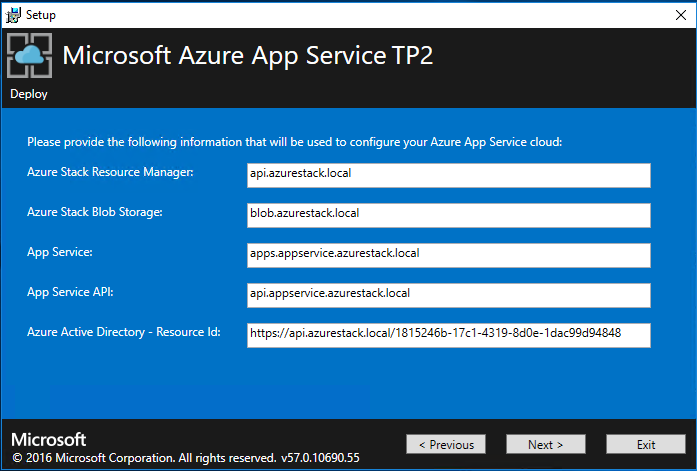 Setup
Microsoft Azure App Service TP2
Deploy
Please provide the following information that will be used to configure your Azure App Service cloud:
Azure Stack Resource Manager: api.azurestack.local
Azure Stack Blob Storage: blob.azurestack.local
App Service: apps.appservice.azurestack.local
App Service API: api.appservice.azurestack.local
Azure Active Directory - Resource Id: https://api.azurestack.local/1815246b-17c1-4319-8d0e-1dac99d94848
Microsoft
© 2016 Microsoft Corporation. All rights reserved. v57.0.10690.55
< Previous Next > Exit